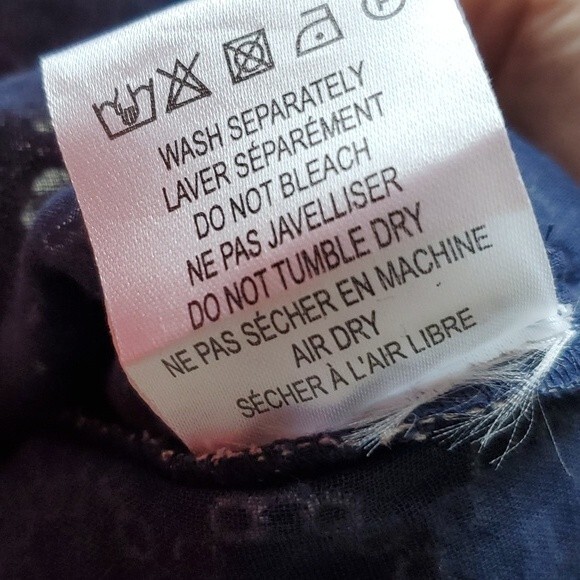 P
WASH SEPARATELY
LAVER SÉPARÉMENT
DO NOT BLEACH
NE PAS JAVELLISER
DO NOT TUMBLE DRY
NE PAS SÉCHER EN MACHINE
AIR DRY
SÉCHER À L'AIR LIBRE